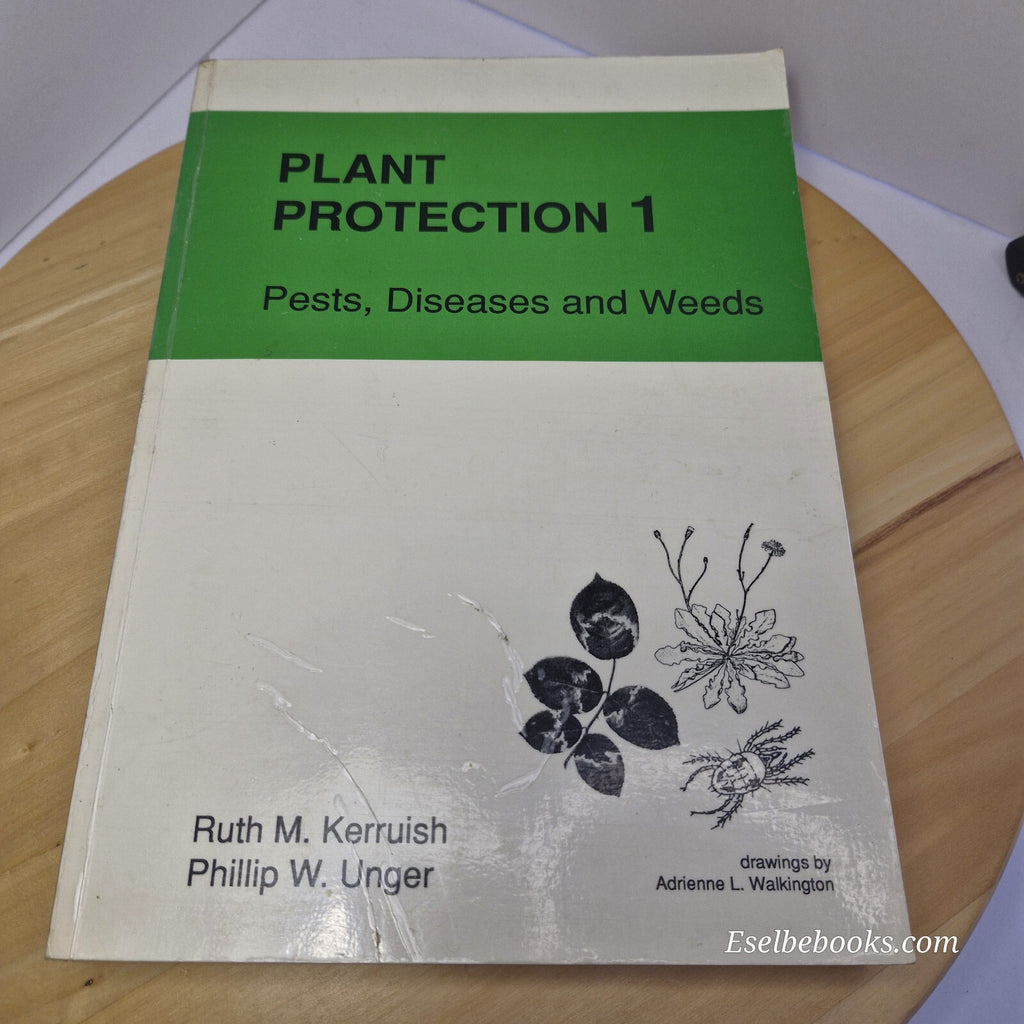 PLANT
PROTECTION 1
Pests, Diseases and Weeds
Ruth M. Kerruish
Phillip W. Unger
drawings by
Adrienne L. Walkington
Eselbebooks.com